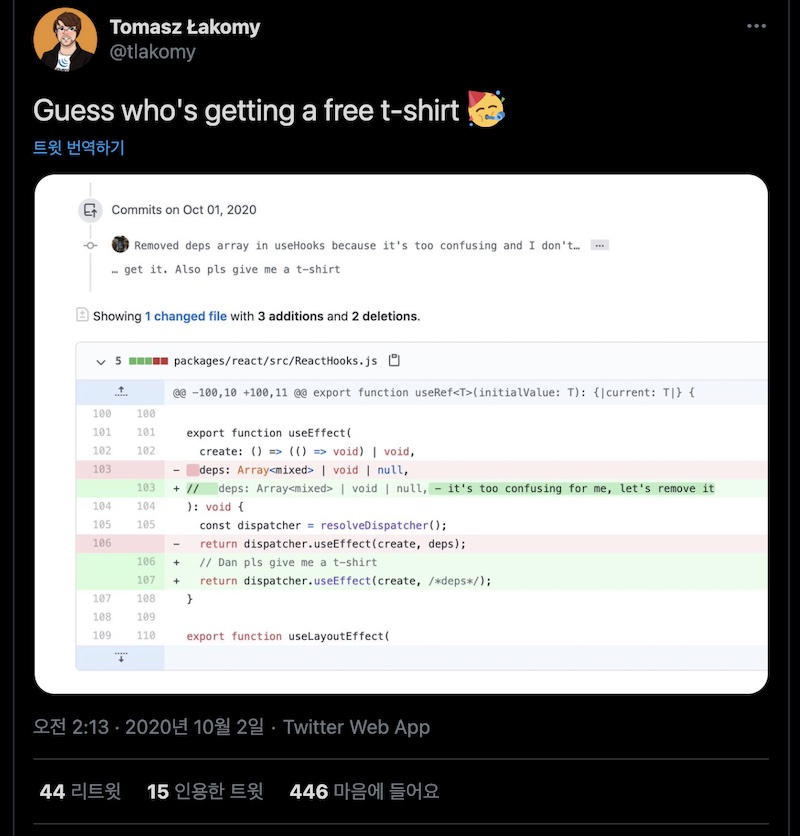 Tomasz Łakomy
@tlakomy
Guess who's getting a free t-shirt 🥳
트윗 번역하기
Commits on Oct 01, 2020
Removed deps array in useHooks because it's too confusing and I don't… …
… get it. Also pls give me a t-shirt
Showing 1 changed file with 3 additions and 2 deletions.
5 packages/react/src/ReactHooks.js
@@ -100,10 +100,11 @@ export function useRef<T>(initialValue: T): {|current: T|} {
100 100
101 101 export function useEffect(
102 102 create: () => (() => void) | void,
103 - deps: Array<mixed> | void | null,
103 + // deps: Array<mixed> | void | null, - it's too confusing for me, let's remove it
104 104 ): void {
105 105 const dispatcher = resolveDispatcher();
106 - return dispatcher.useEffect(create, deps);
106 + // Dan pls give me a t-shirt
107 + return dispatcher.useEffect(create, /*deps*/);
107 108 }
108 109
109 110 export function useLayoutEffect(
오전 2:13 · 2020년 10월 2일 · Twitter Web App
44 리트윗 15 인용한 트윗 446 마음에 들어요